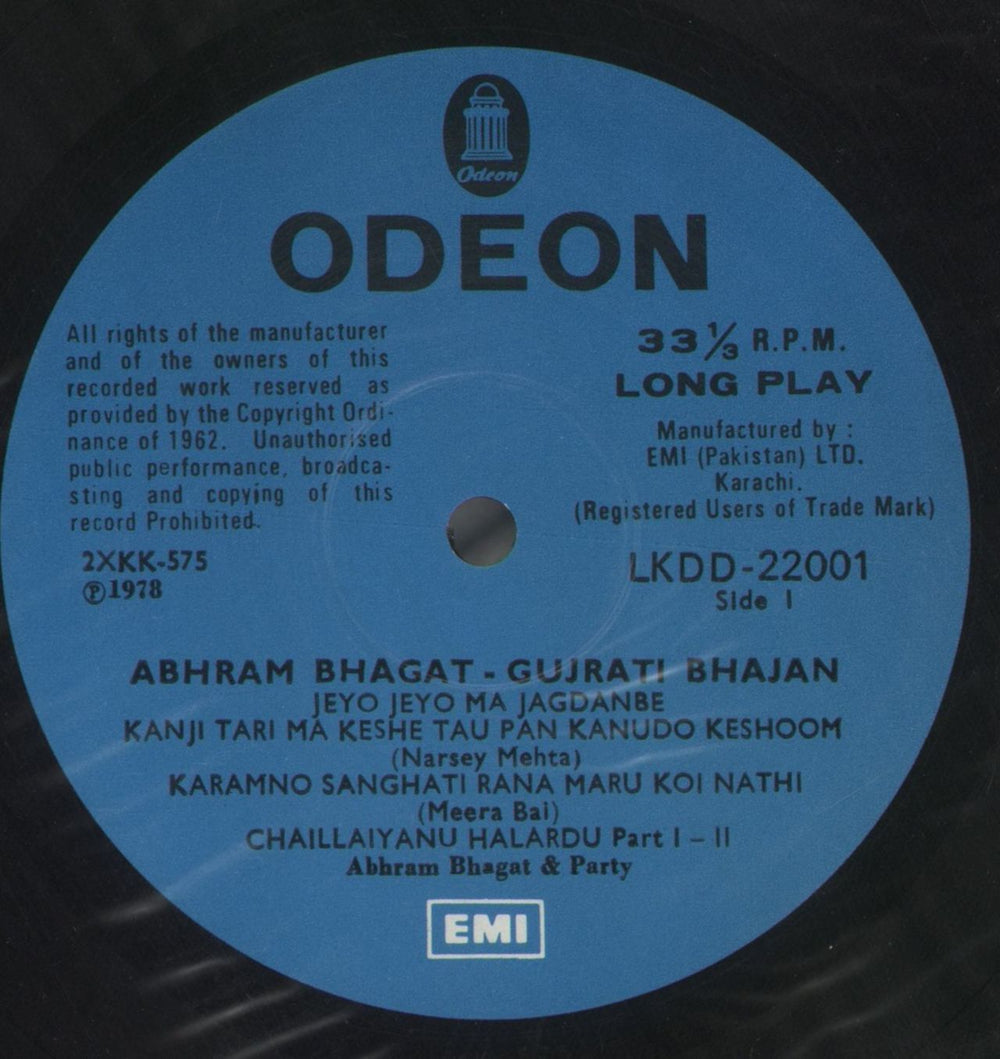 Odeon
ODEON
All rights of the manufacturer
and of the owners of this
recorded work reserved as
provided by the Copyright Ordi-
nance of 1962. Unauthorised
public performance, broadca-
sting and copying of this
record Prohibited.
2XKK-575
℗1978
33⅓ R.P.M.
LONG PLAY
Manufactured by :
EMI (Pakistan) LTD.
Karachi.
(Registered Users of Trade Mark)
LKDD-22001
Side I
ABHRAM BHAGAT - GUJRATI BHAJAN
JEYO JEYO MA JAGDANBE
KANJI TARI MA KESHE TAU PAN KANUDO KESHOOM
(Narsey Mehta)
KARAMNO SANGHATI RANA MARU KOI NATHI
(Meera Bai)
CHAILLAIYANU HALARDU Part I - II
Abhram Bhagat & Party
EMI